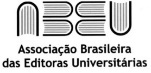 ABEU
Associação Brasileira
das Editoras Universitárias